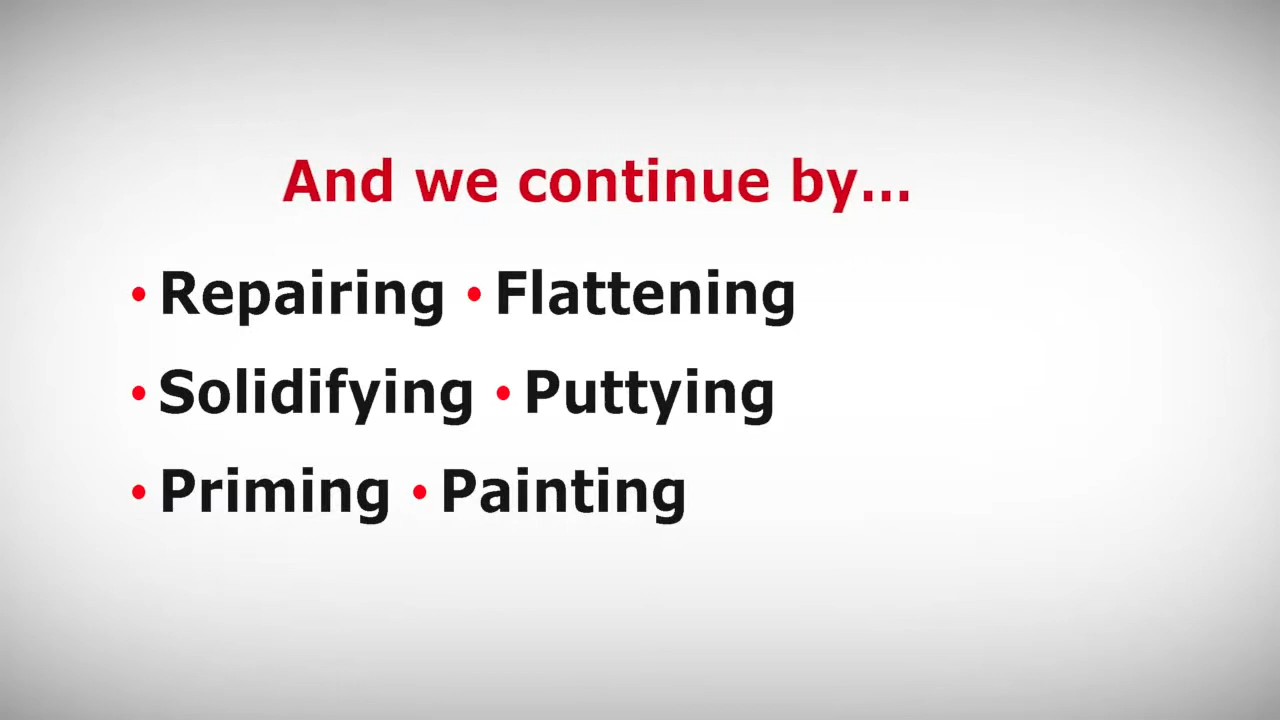 And we continue by...
• Repairing • Flattening
• Solidifying • Puttying
• Priming • Painting